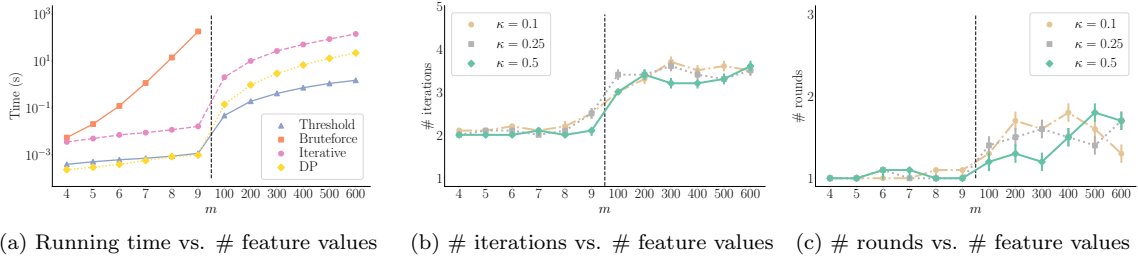 Time (s)
10³
10¹
10⁻¹
10⁻³
4 5 6 7 8 9 100 200 300 400 500 600
m
Threshold
Bruteforce
Iterative
DP
(a) Running time vs. # feature values
# iterations
5
4
3
2
1
κ = 0.1
κ = 0.25
κ = 0.5
4 5 6 7 8 9 100 200 300 400 500 600
m
(b) # iterations vs. # feature values
# rounds
3
2
1
κ = 0.1
κ = 0.25
κ = 0.5
4 5 6 7 8 9 100 200 300 400 500 600
m
(c) # rounds vs. # feature values